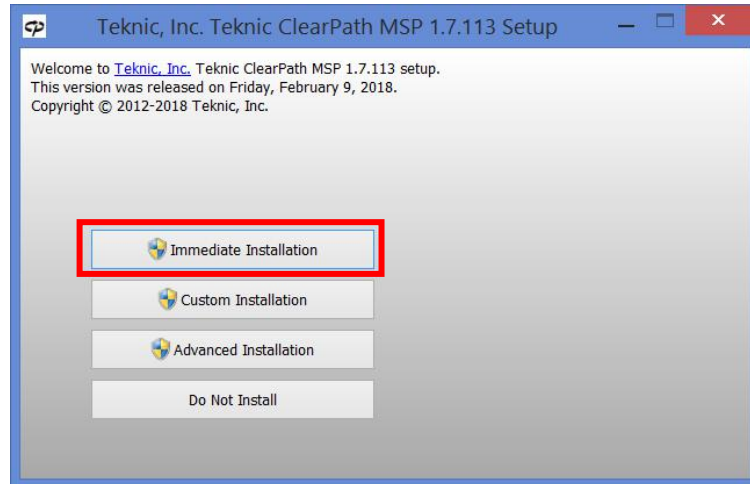 Teknic, Inc. Teknic ClearPath MSP 1.7.113 Setup
Welcome to Teknic, Inc. Teknic ClearPath MSP 1.7.113 setup.
This version was released on Friday, February 9, 2018.
Copyright © 2012-2018 Teknic, Inc.
Immediate Installation
Custom Installation
Advanced Installation
Do Not Install